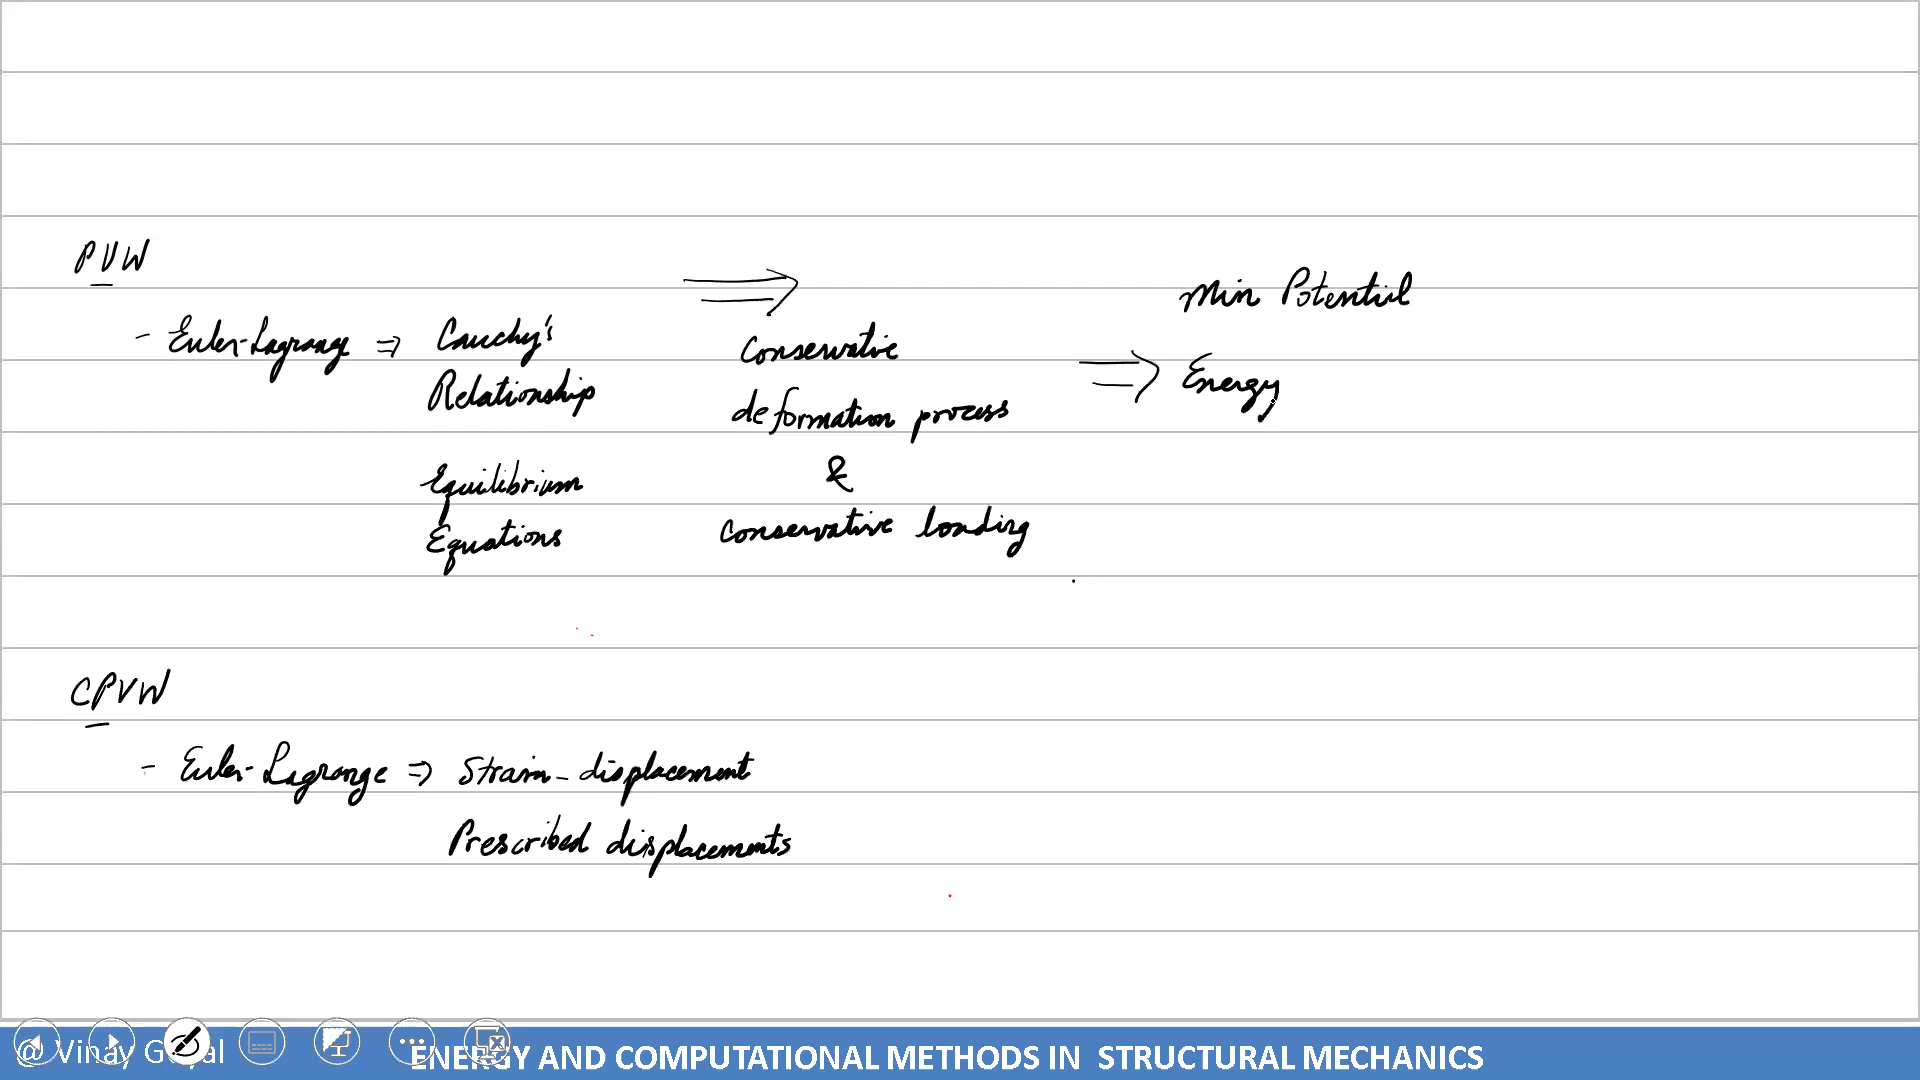 PVW
- Euler-Lagrange ⇒ Cauchy's
Relationship
Equilibrium
Equations
⇒
Conservative
deformation process
&
Conservative loading
Min Potential
⇒ Energy
CPVW
- Euler-Lagrange ⇒ Strain-displacement
Prescribed displacements
@ Vinay
ENERGY AND COMPUTATIONAL METHODS IN STRUCTURAL MECHANICS